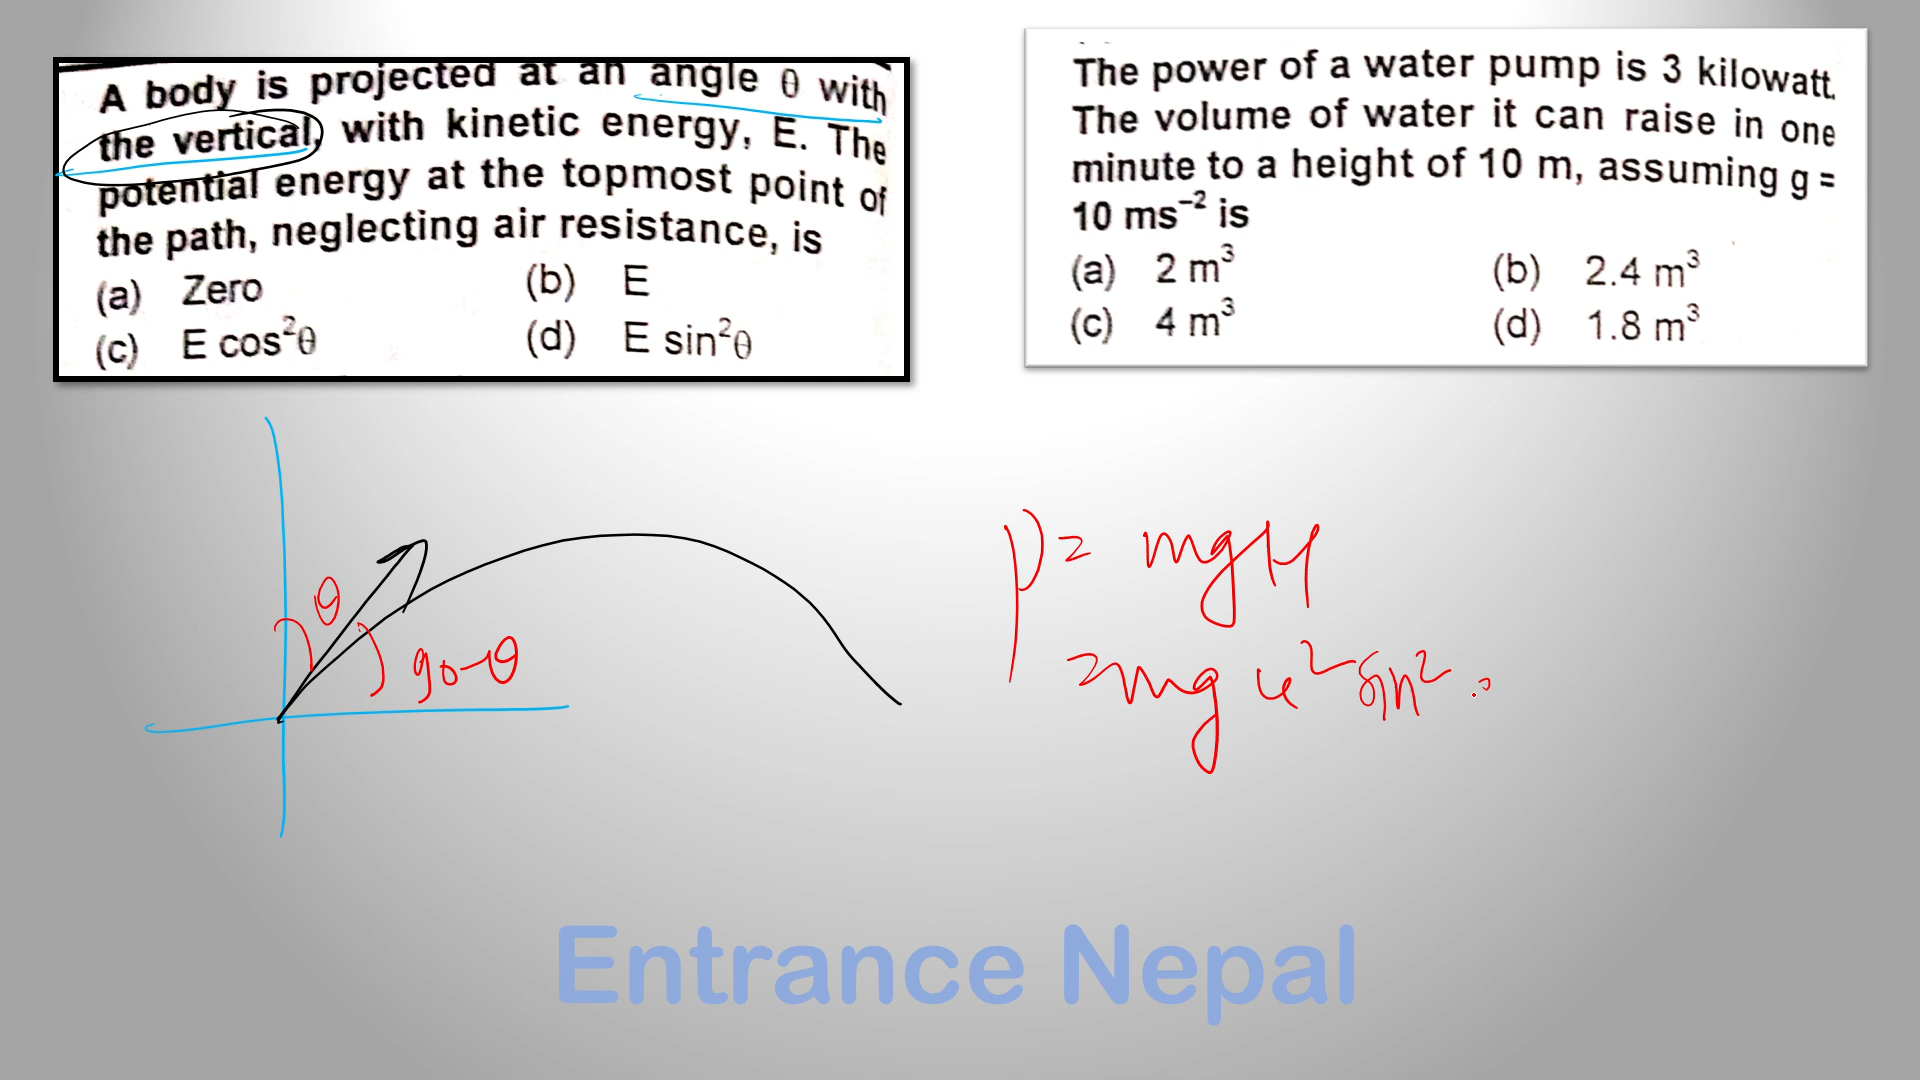 A body is projected at an angle θ with
the vertical, with kinetic energy, E. The
potential energy at the topmost point of
the path, neglecting air resistance, is
(a) Zero (b) E
(c) E cos²θ (d) E sin²θ
The power of a water pump is 3 kilowatt.
The volume of water it can raise in one
minute to a height of 10 m, assuming g =
10 ms⁻² is
(a) 2 m³ (b) 2.4 m³
(c) 4 m³ (d) 1.8 m³
θ
90-θ
P = mgH
= mg u² sin²
Entrance Nepal